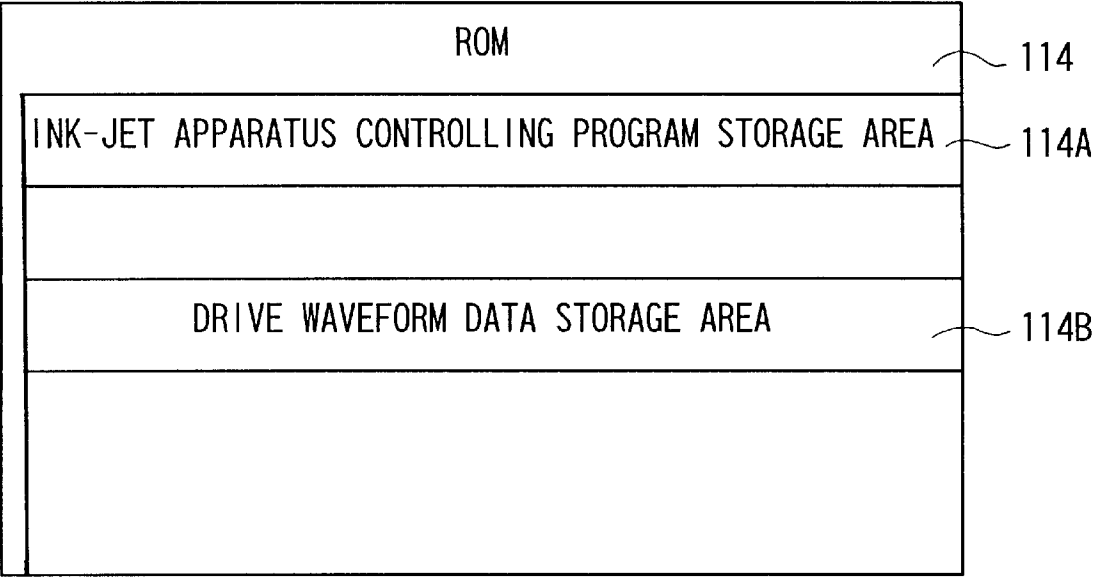 ROM
114
INK-JET APPARATUS CONTROLLING PROGRAM STORAGE AREA
114A
DRIVE WAVEFORM DATA STORAGE AREA
114B